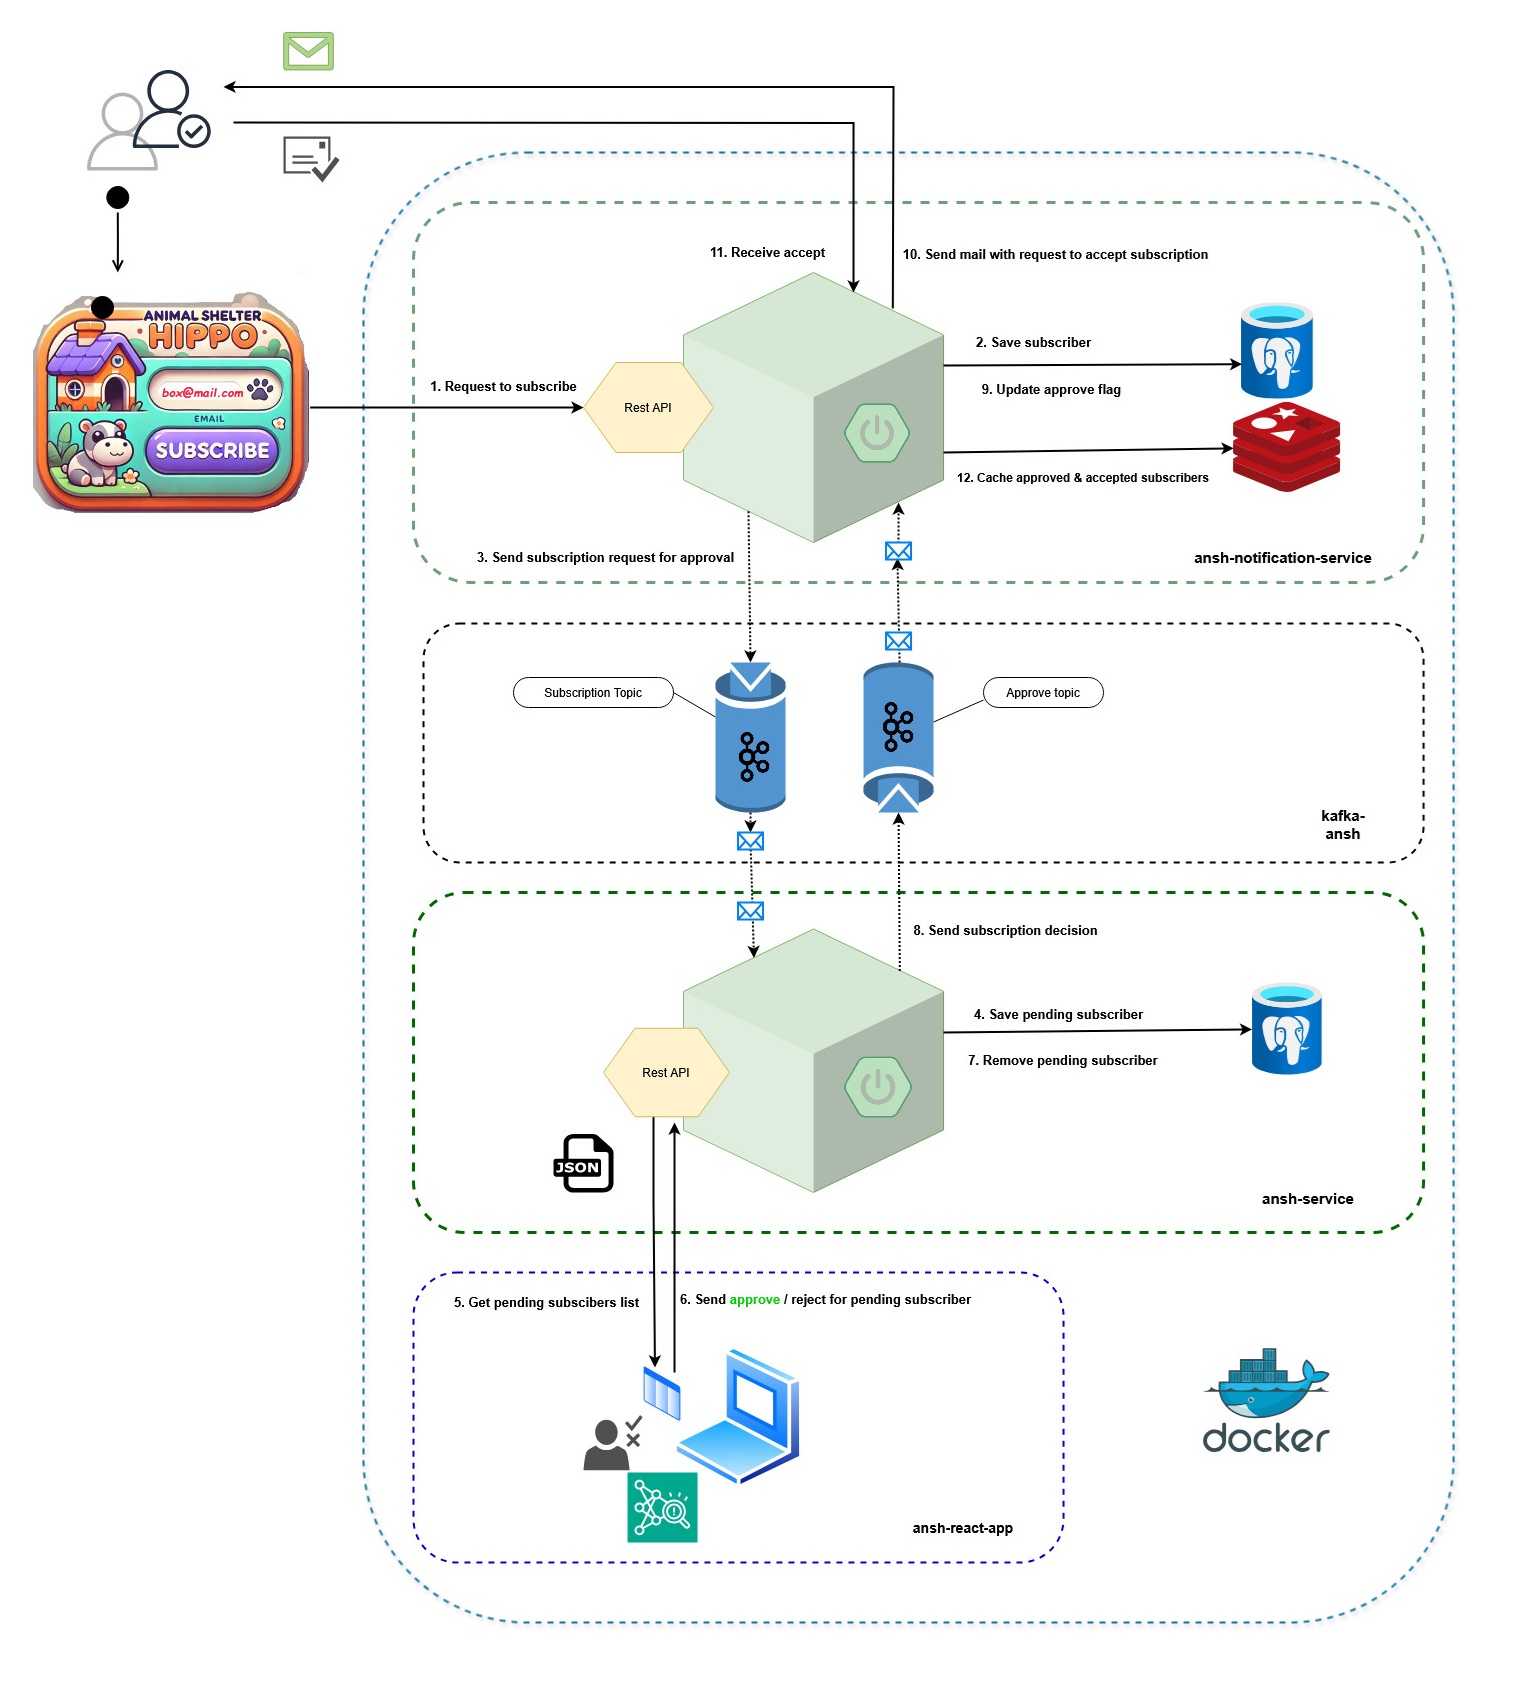 11. Receive accept
10. Send mail with request to accept subscription
ANIMAL SHELTER
HIPPO
box@mail.com
EMAIL
SUBSCRIBE
1. Request to subscribe
Rest API
2. Save subscriber
9. Update approve flag
12. Cache approved & accepted subscribers
3. Send subscription request for approval
ansh-notification-service
Subscription Topic
Approve topic
kafka-
ansh
8. Send subscription decision
4. Save pending subscriber
7. Remove pending subscriber
Rest API
JSON
ansh-service
5. Get pending subscibers list
6. Send approve / reject for pending subscriber
docker
ansh-react-app